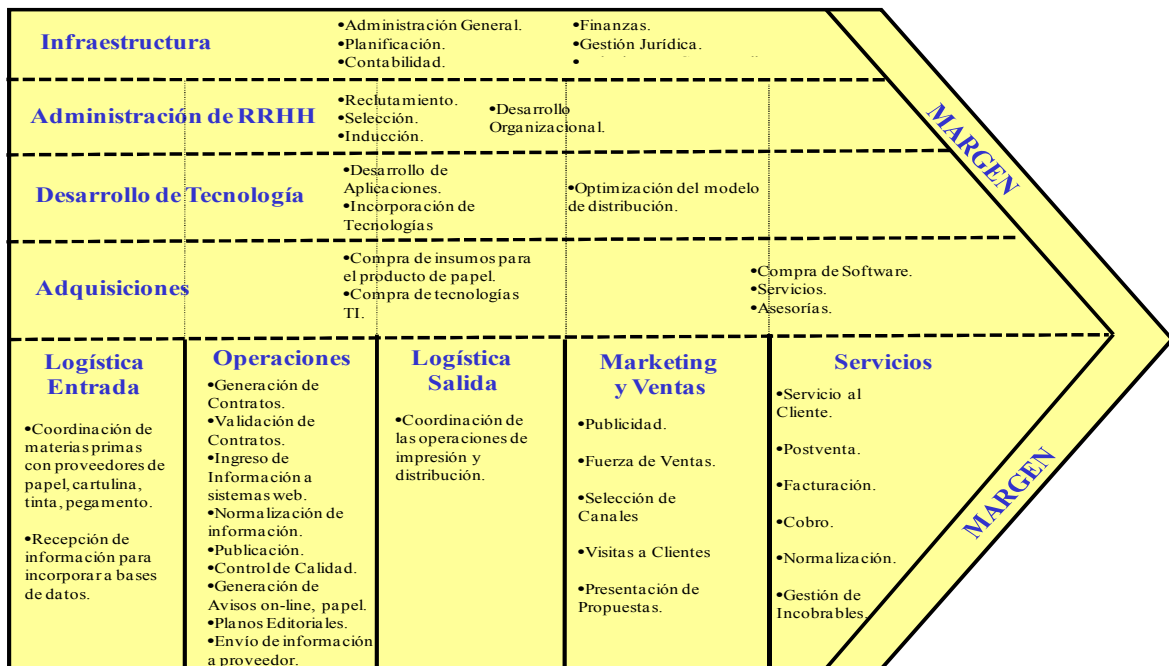 Infraestructura
•Administración General.
•Planificación.
•Contabilidad.
•Finanzas.
•Gestión Jurídica.
•
Administración de RRHH
•Reclutamiento.
•Selección.
•Inducción.
•Desarrollo
Organizacional.
Desarrollo de Tecnología
•Desarrollo de
Aplicaciones.
•Incorporación de
Tecnologías
•Optimización del modelo
de distribución.
Adquisiciones
•Compra de insumos para
el producto de papel.
•Compra de tecnologías
TI.
•Compra de Software.
•Servicios.
•Asesorías.
MARGEN
Logística
Entrada
•Coordinación de
materias primas
con proveedores de
papel, cartulina,
tinta, pegamento.
•Recepción de
información para
incorporar a bases
de datos.
Operaciones
•Generación de
Contratos.
•Validación de
Contratos.
•Ingreso de
Información a
sistemas web.
•Normalización de
información.
•Publicación.
•Control de Calidad.
•Generación de
Avisos on-line, papel.
•Planos Editoriales.
•Envío de información
a proveedor.
Logística
Salida
•Coordinación de
las operaciones de
impresión y
distribución.
Marketing
y Ventas
•Publicidad.
•Fuerza de Ventas.
•Selección de
Canales
•Visitas a Clientes
•Presentación de
Propuestas.
Servicios
•Servicio al
Cliente.
•Postventa.
•Facturación.
•Cobro.
•Normalización.
•Gestión de
Incobrables.
MARGEN